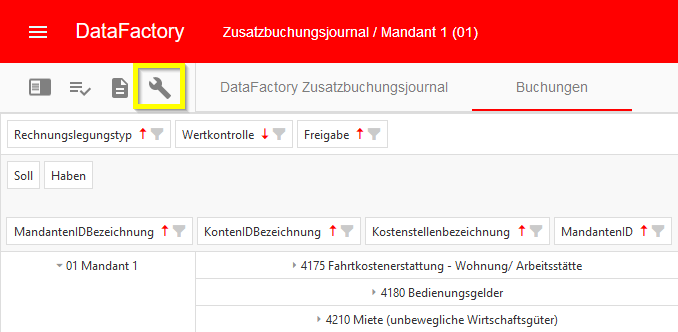 DataFactory Zusatzbuchungsjournal / Mandant 1 (01)
DataFactory Zusatzbuchungsjournal Buchungen
Rechnungslegungstyp Wertkontrolle Freigabe
Soll Haben
MandantenIDBezeichnung KontenIDBezeichnung Kostenstellenbezeichnung MandantenID
01 Mandant 1 4175 Fahrtkostenerstattung - Wohnung/ Arbeitsstätte
4180 Bedienungsgelder
4210 Miete (unbewegliche Wirtschaftsgüter)